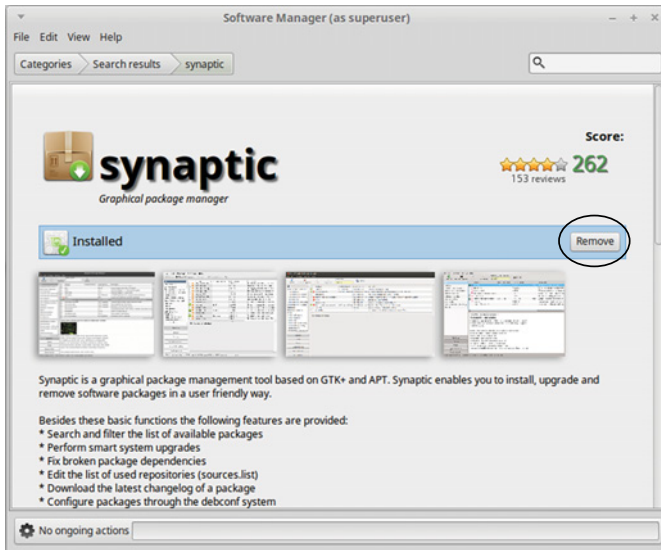 Software Manager (as superuser)
File Edit View Help
Categories Search results synaptic
Score:
synaptic
262
153 reviews
Graphical package manager
Installed
Remove
Synaptic is a graphical package management tool based on GTK+ and APT. Synaptic enables you to install, upgrade and
remove software packages in a user friendly way.
Besides these basic functions the following features are provided:
* Search and filter the list of available packages
* Perform smart system upgrades
* Fix broken package dependencies
* Edit the list of used repositories (sources.list)
* Download the latest changelog of a package
* Configure packages through the debconf system
No ongoing actions